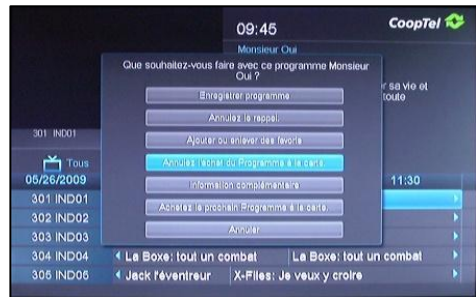 09:45
CoopTel
Monsieur Oui
Que souhaitez-vous faire avec ce programme Monsieur
Oui ?
r sa vie et
toute
Enregistrer programme
Annulez le rappel.
Ajouter ou enlever des favoris
301 IND01
Annulez l'achat du Programme à la carte.
Tous
Information complémentaire
05/26/2009
11:30
Achetez le prochain Programme à la carte.
301 IND01
302 IND02
Annuler
303 IND03
304 IND04 La Boxe: tout un combat La Boxe: tout un combat
305 IND05 Jack l'éventreur X-Files: Je veux y croire